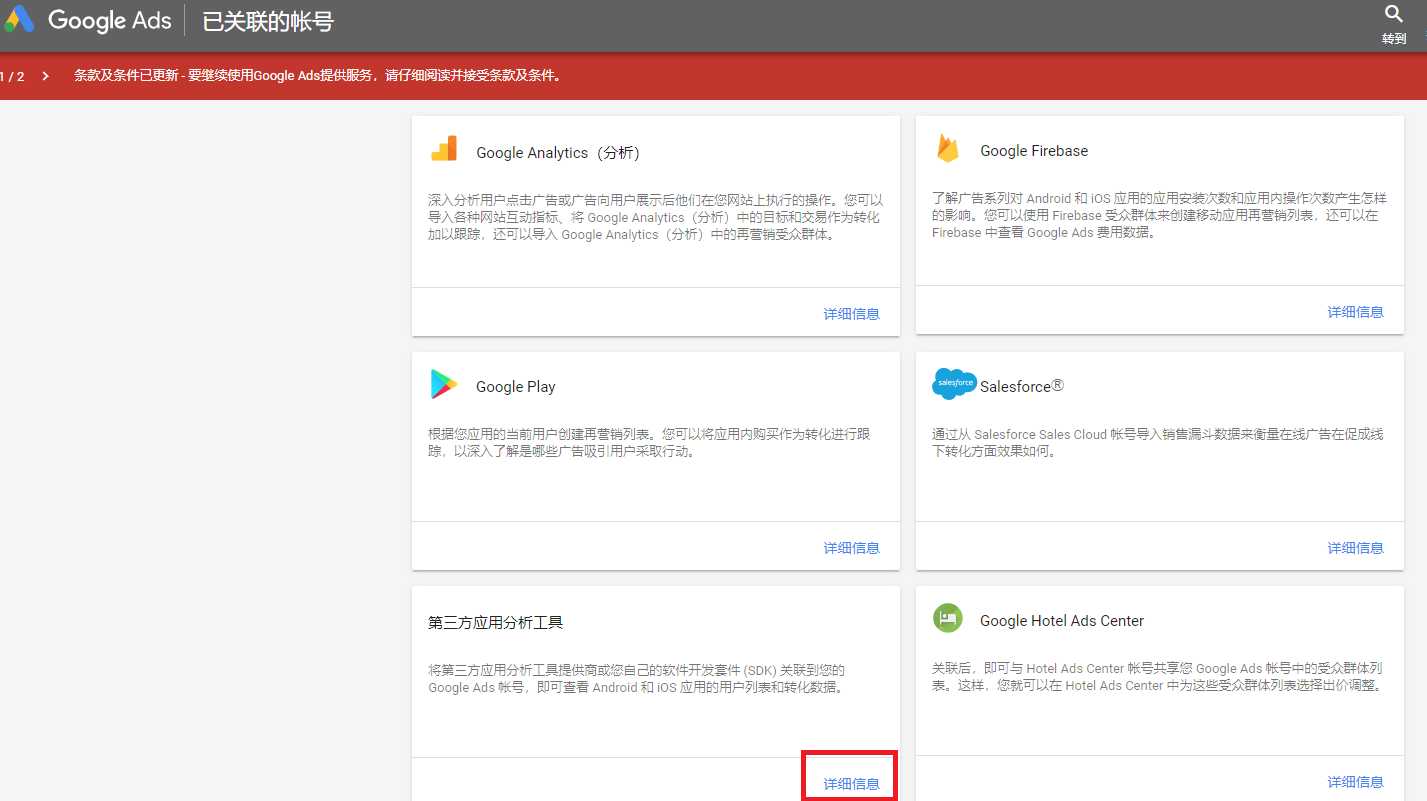 Google Ads 已关联的帐号
转到
1 / 2 条款及条件已更新 - 要继续使用Google Ads提供服务，请仔细阅读并接受条款及条件。
Google Analytics（分析）
深入分析用户点击广告或广告向用户展示后他们在您网站上执行的操作。您可以
导入各种网站互动指标、将 Google Analytics（分析）中的目标和交易作为转化
加以跟踪，还可以导入 Google Analytics（分析）中的再营销受众群体。
详细信息
Google Firebase
了解广告系列对 Android 和 iOS 应用的应用安装次数和应用内操作次数产生怎样
的影响。您可以使用 Firebase 受众群体来创建移动应用再营销列表，还可以在
Firebase 中查看 Google Ads 费用数据。
详细信息
Google Play
根据您应用的当前用户创建再营销列表。您可以将应用内购买作为转化进行跟
踪，以深入了解是哪些广告吸引用户采取行动。
详细信息
salesforce
Salesforce®
通过从 Salesforce Sales Cloud 帐号导入销售漏斗数据来衡量在线广告在促成线
下转化方面效果如何。
详细信息
第三方应用分析工具
将第三方应用分析工具提供商或您自己的软件开发套件 (SDK) 关联到您的
Google Ads 帐号，即可查看 Android 和 iOS 应用的用户列表和转化数据。
详细信息
Google Hotel Ads Center
关联后，即可与 Hotel Ads Center 帐号共享您 Google Ads 帐号中的受众群体列
表。这样，您就可以在 Hotel Ads Center 中为这些受众群体列表选择出价调整。
详细信息